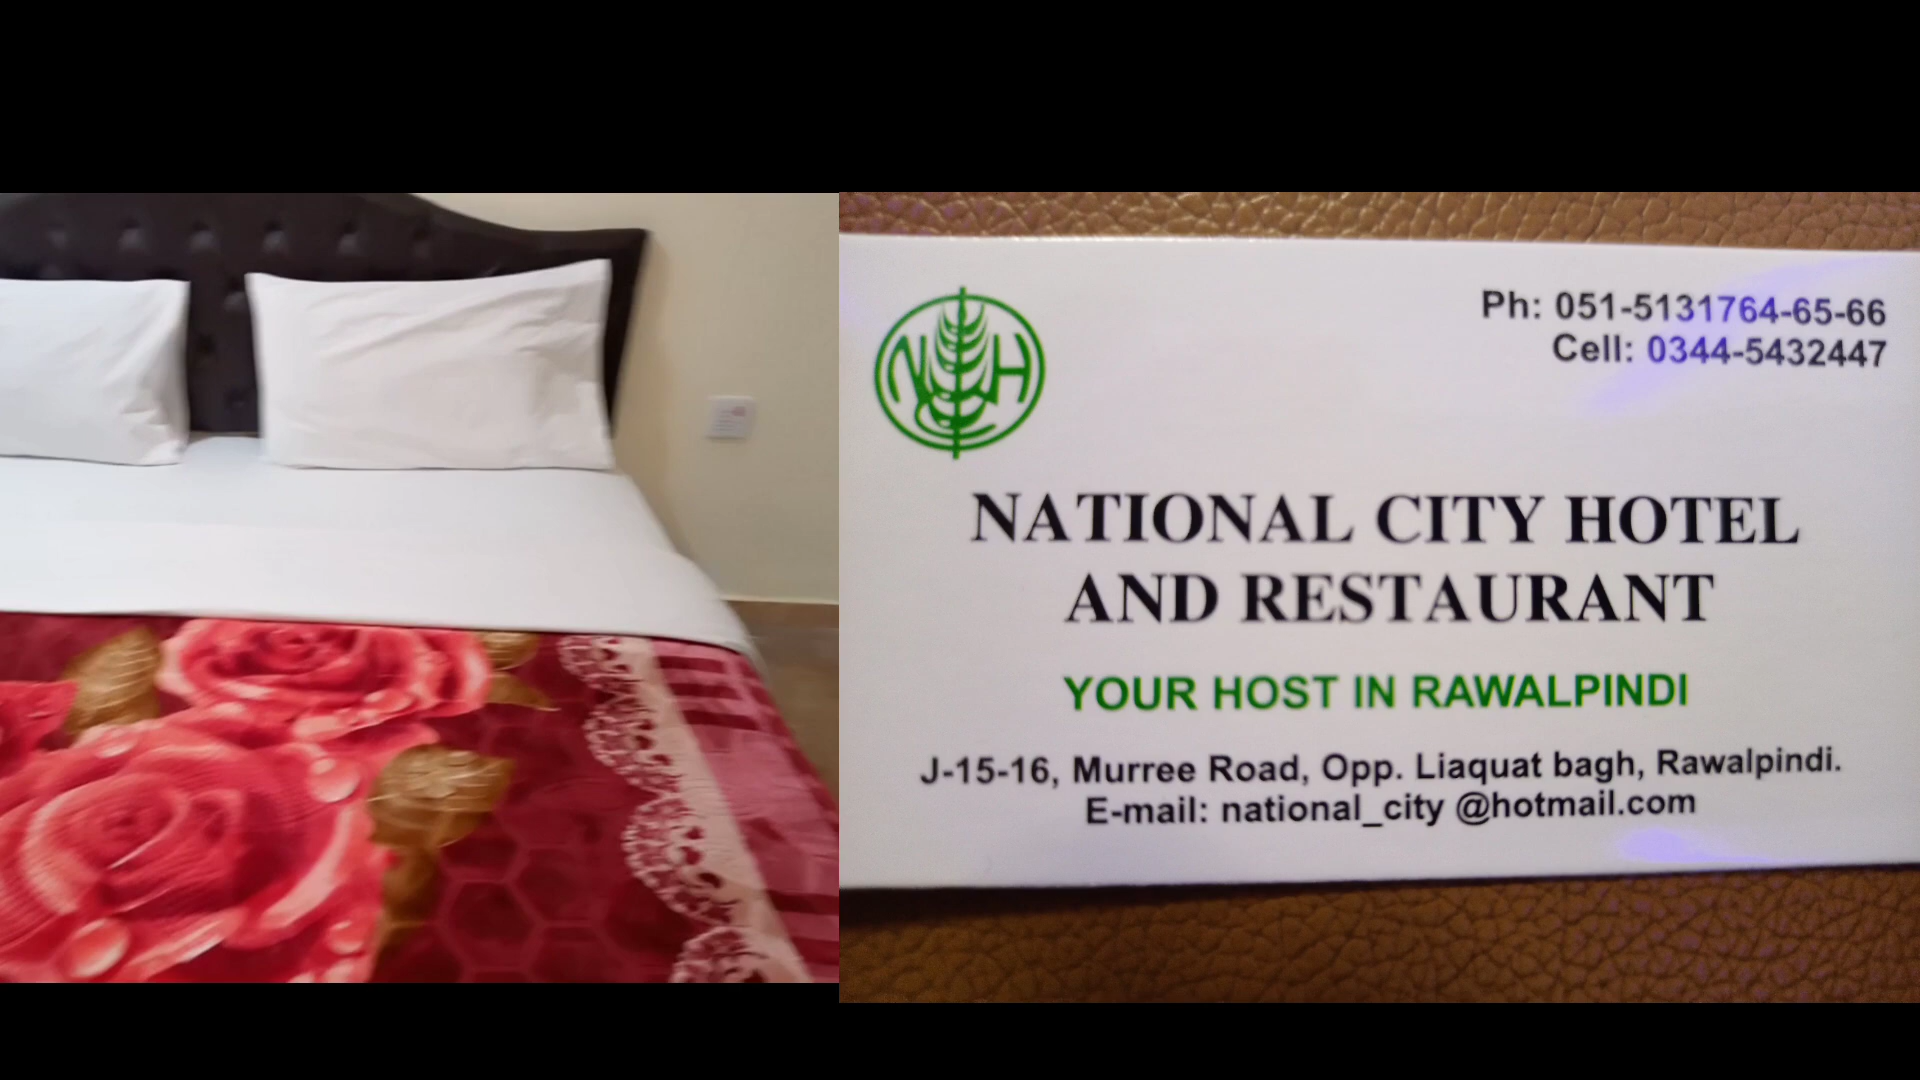 Ph: 051-5131764-65-66
Cell: 0344-5432447
NCH
NATIONAL CITY HOTEL
AND RESTAURANT
YOUR HOST IN RAWALPINDI
J-15-16, Murree Road, Opp. Liaquat bagh, Rawalpindi.
E-mail: national_city @hotmail.com